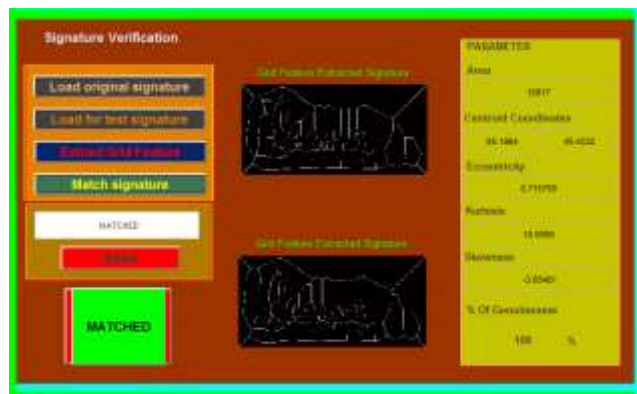 Signature Verification
Load original signature
Load for test signature
Extract Grid Feature
Match signature
MATCHED
MATCHED
Grid Feature Extracted Signature
Grid Feature Extracted Signature
PARAMETER
Area
Centroid Coordinates
Eccentricity
Kurtosis
Skewness
% Of Genuineness
100 %